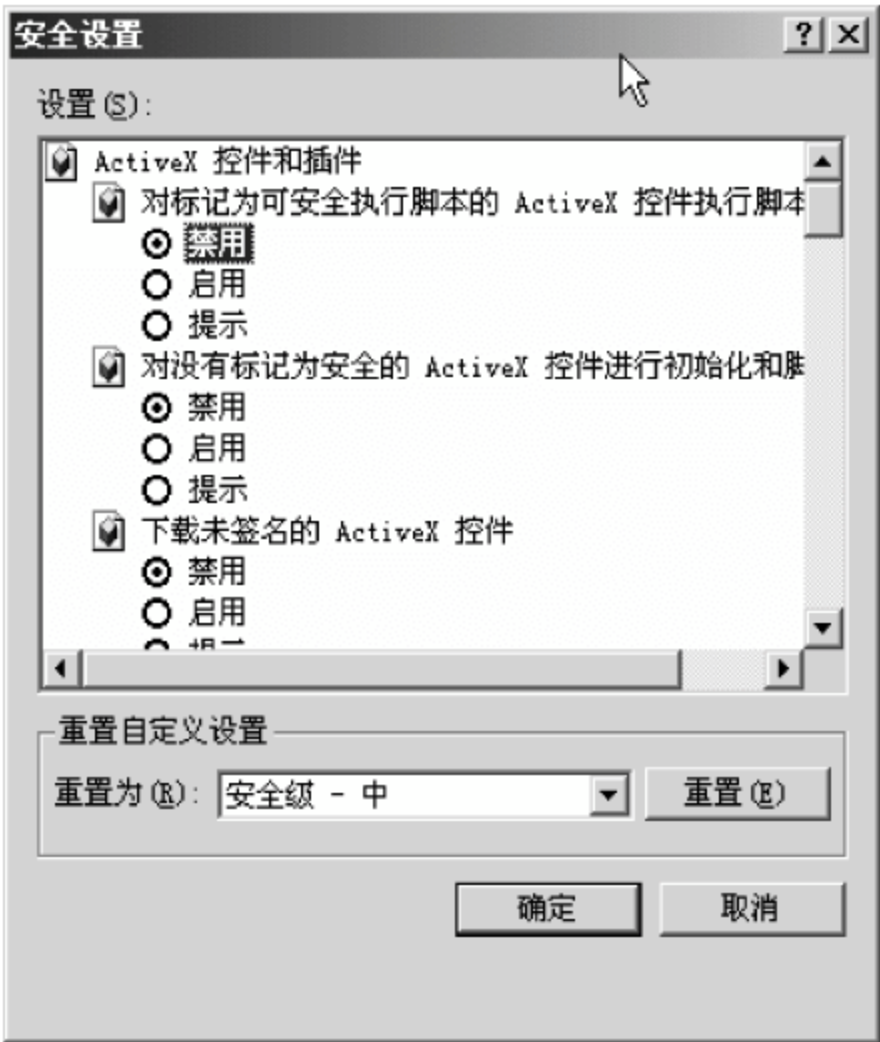 安全设置
设置(S):
ActiveX 控件和插件
对标记为可安全执行脚本的 ActiveX 控件执行脚本
禁用
启用
提示
对没有标记为安全的 ActiveX 控件进行初始化和脚
禁用
启用
提示
下载未签名的 ActiveX 控件
禁用
启用
重置自定义设置
重置为(R): 安全级 - 中 重置(E)
确定 取消